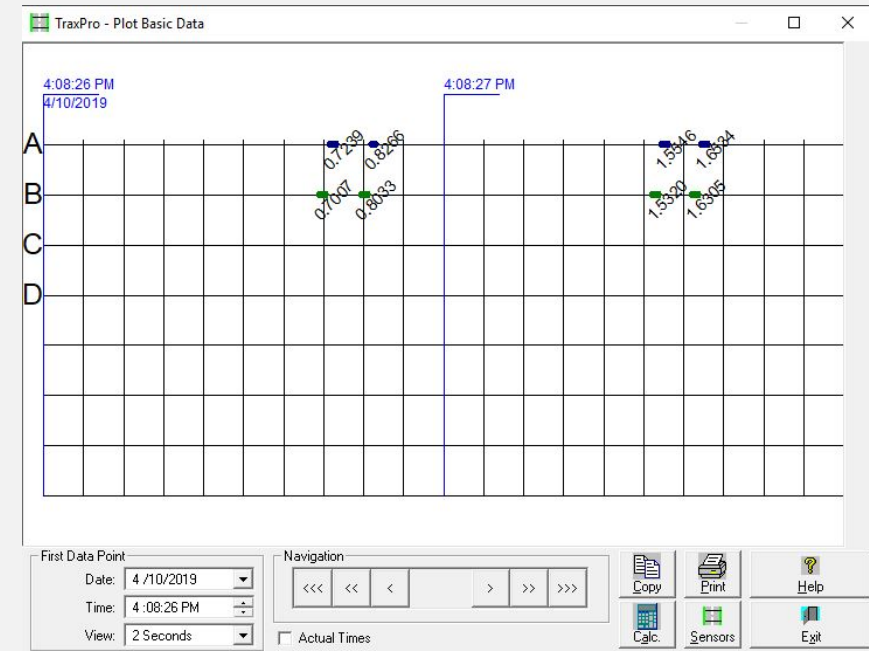 TraxPro - Plot Basic Data
4:08:26 PM
4/10/2019
4:08:27 PM
A
0.7239
0.8266
1.5546
1.6534
B
0.7007
0.8033
1.5320
1.6305
C
D
First Data Point
Date: 4 /10/2019
Time: 4 :08:26 PM
View: 2 Seconds
Navigation
<<< << < > >> >>>
Actual Times
Copy
Print
Help
Calc.
Sensors
Exit